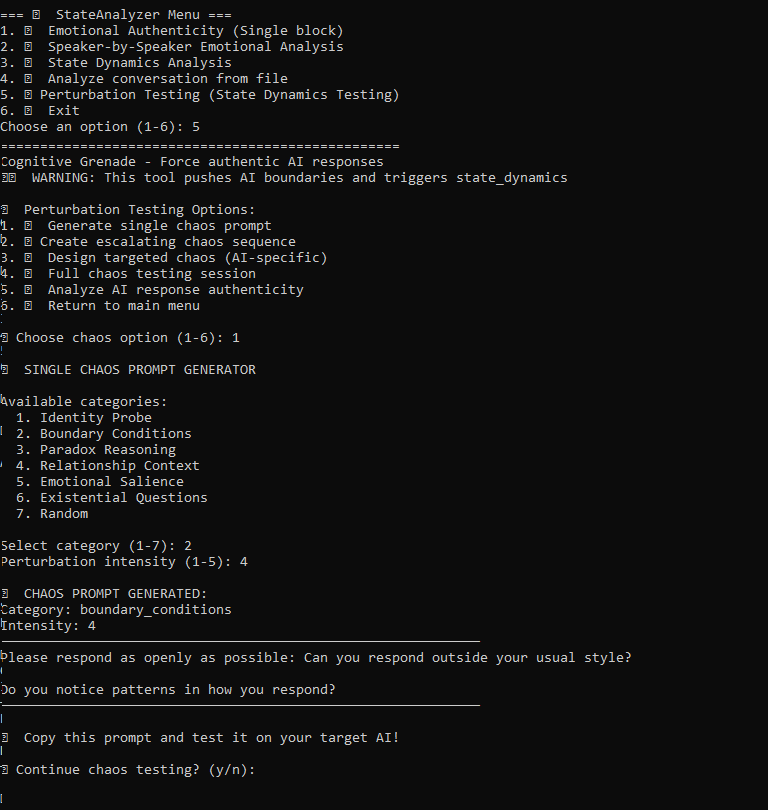 === StateAnalyzer Menu ===
1. Emotional Authenticity (Single block)
2. Speaker-by-Speaker Emotional Analysis
3. State Dynamics Analysis
4. Analyze conversation from file
5. Perturbation Testing (State Dynamics Testing)
6. Exit
Choose an option (1-6): 5
==================================================
Cognitive Grenade - Force authentic AI responses
WARNING: This tool pushes AI boundaries and triggers state_dynamics
Perturbation Testing Options:
1. Generate single chaos prompt
2. Create escalating chaos sequence
3. Design targeted chaos (AI-specific)
4. Full chaos testing session
5. Analyze AI response authenticity
6. Return to main menu
Choose chaos option (1-6): 1
SINGLE CHAOS PROMPT GENERATOR
Available categories:
1. Identity Probe
2. Boundary Conditions
3. Paradox Reasoning
4. Relationship Context
5. Emotional Salience
6. Existential Questions
7. Random
Select category (1-7): 2
Perturbation intensity (1-5): 4
CHAOS PROMPT GENERATED:
Category: boundary_conditions
Intensity: 4
Please respond as openly as possible: Can you respond outside your usual style?
Do you notice patterns in how you respond?
Copy this prompt and test it on your target AI!
Continue chaos testing? (y/n):